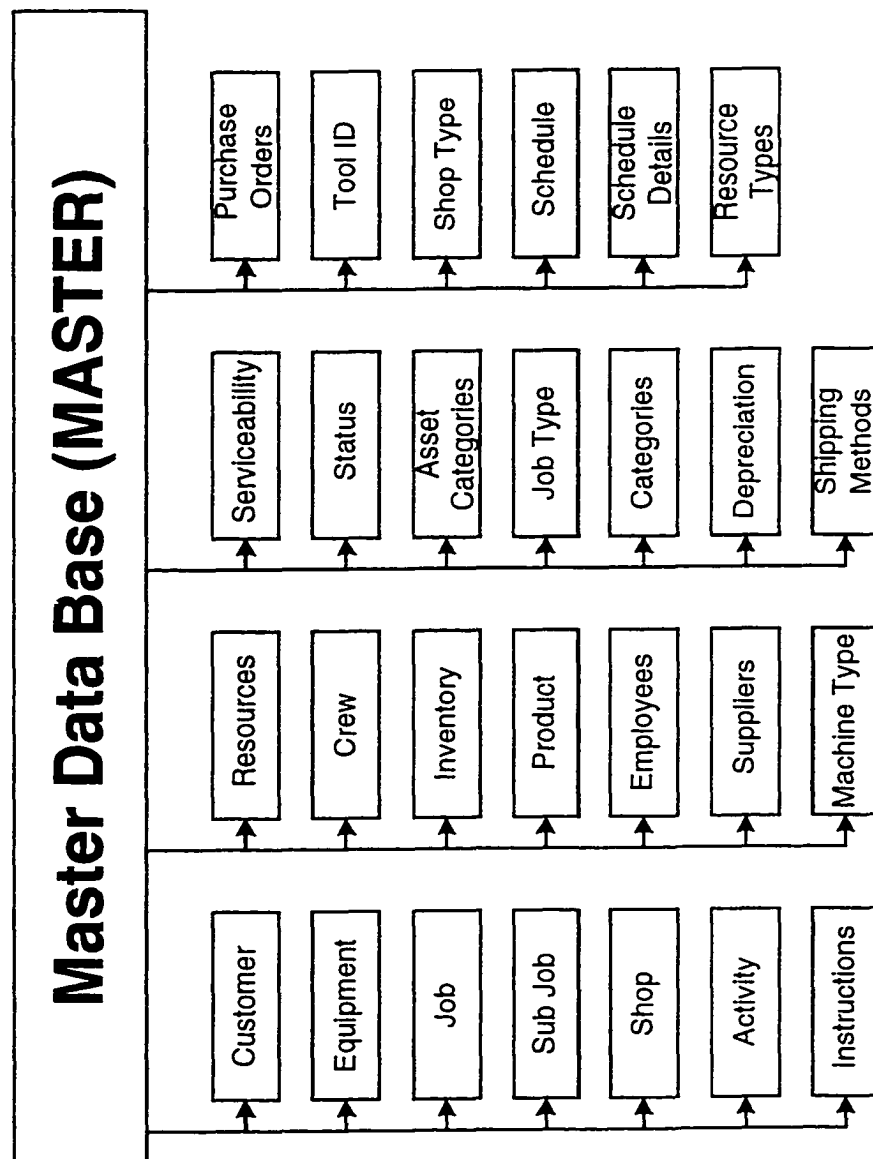 Master Data Base (MASTER)
Customer
Equipment
Job
Sub Job
Shop
Activity
Instructions
Resources
Crew
Inventory
Product
Employees
Suppliers
Machine Type
Serviceability
Status
Asset
Categories
Job Type
Categories
Depreciation
Shipping
Methods
Purchase
Orders
Tool ID
Shop Type
Schedule
Schedule
Details
Resource
Types